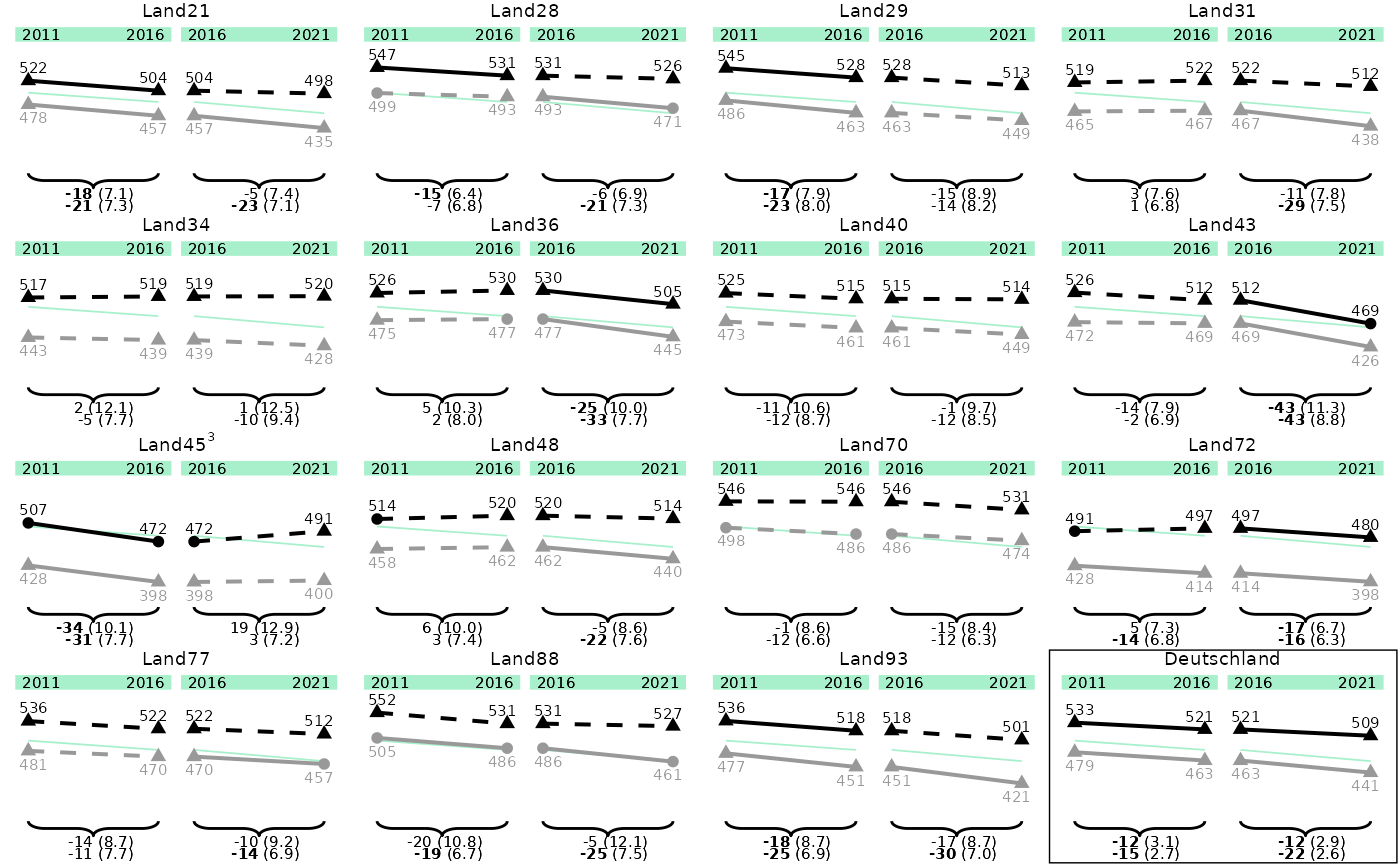 Land21 Land28 Land29 Land31
2011 2016 2016 2021 2011 2016 2016 2021 2011 2016 2016 2021 2011 2016 2016 2021
522 504 504 498 547 531 531 526 545 528 528 513 519 522 522 512
478 457 457 435 499 493 493 471 486 463 463 449 465 467 467 438
-18 (7.1) -5 (7.4) -15 (6.4) -6 (6.9) -17 (7.9) -15 (8.9) 3 (7.6) -11 (7.8)
-21 (7.3) -23 (7.1) -7 (6.8) -21 (7.3) -23 (8.0) -14 (8.2) 1 (6.8) -29 (7.5)
Land34 Land36 Land40 Land43
2011 2016 2016 2021 2011 2016 2016 2021 2011 2016 2016 2021 2011 2016 2016 2021
517 519 519 520 526 530 530 505 525 515 515 514 526 512 512 469
443 439 439 428 475 477 477 445 473 461 461 449 472 469 469 426
2 (12.1) 1 (12.5) 5 (10.3) -25 (10.0) -11 (10.6) -1 (9.7) -14 (7.9) -43 (11.3)
-5 (7.7) -10 (9.4) 2 (8.0) -33 (7.7) -12 (8.7) -12 (8.5) -2 (6.9) -43 (8.8)
Land45³ Land48 Land70 Land72
2011 2016 2016 2021 2011 2016 2016 2021 2011 2016 2016 2021 2011 2016 2016 2021
507 472 472 491 514 520 520 514 546 546 546 531 491 497 497 480
428 398 398 400 458 462 462 440 498 486 486 474 428 414 414 398
-34 (10.1) 19 (12.9) 6 (10.0) -5 (8.6) -1 (8.6) -15 (8.4) 5 (7.3) -17 (6.7)
-31 (7.7) 3 (7.2) 3 (7.4) -22 (7.6) -12 (6.6) -12 (6.3) -14 (6.8) -16 (6.3)
Land77 Land88 Land93 Deutschland
2011 2016 2016 2021 2011 2016 2016 2021 2011 2016 2016 2021 2011 2016 2016 2021
536 522 522 512 552 531 531 527 536 518 518 501 533 521 521 509
481 470 470 457 505 486 486 461 477 451 451 421 479 463 463 441
-14 (8.7) -10 (9.2) -20 (10.8) -5 (12.1) -18 (8.7) -17 (8.7) -12 (3.1) -12 (2.9)
-11 (7.7) -14 (6.9) -19 (6.7) -25 (7.5) -25 (6.9) -30 (7.0) -15 (2.7) -22 (2.6)